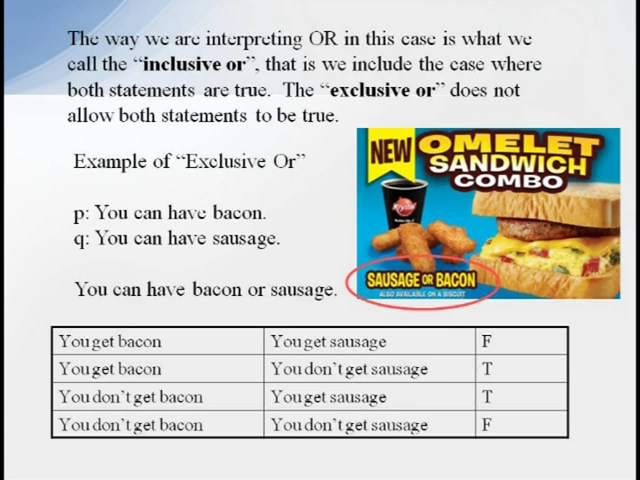 The way we are interpreting OR in this case is what we
call the “inclusive or”, that is we include the case where
both statements are true.  The “exclusive or” does not
allow both statements to be true.
Example of “Exclusive Or”
p: You can have bacon.
q: You can have sausage.
You can have bacon or sausage.
NEW
OMELET
SANDWICH
COMBO
Krystal
SAUSAGE OR BACON
ALSO AVAILABLE ON A BISCUIT
You get bacon You get sausage F
You get bacon You don’t get sausage T
You don’t get bacon You get sausage T
You don’t get bacon You don’t get sausage F